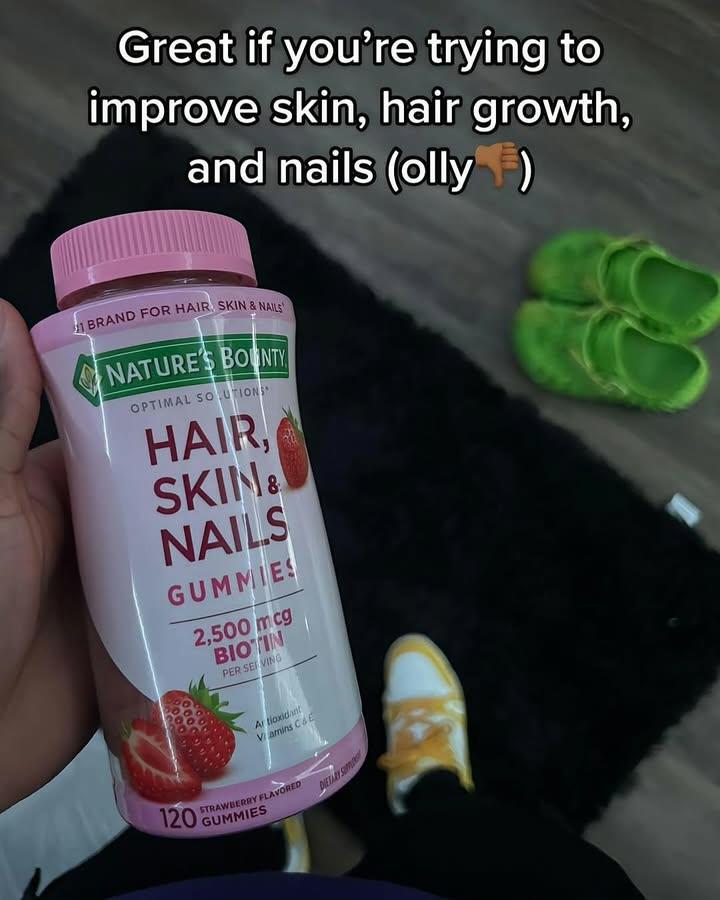 Great if you’re trying to
improve skin, hair growth,
and nails (olly👎🏾)
#1 BRAND FOR HAIR, SKIN & NAILS*
NATURE'S BOUNTY
OPTIMAL SOLUTIONS®
HAIR,
SKIN &
NAILS
GUMMIES
2,500 mcg
BIOTIN
PER SERVING
Antioxidant
Vitamins C & E
120 STRAWBERRY FLAVORED
GUMMIES
DIETARY SUPPLEMENT